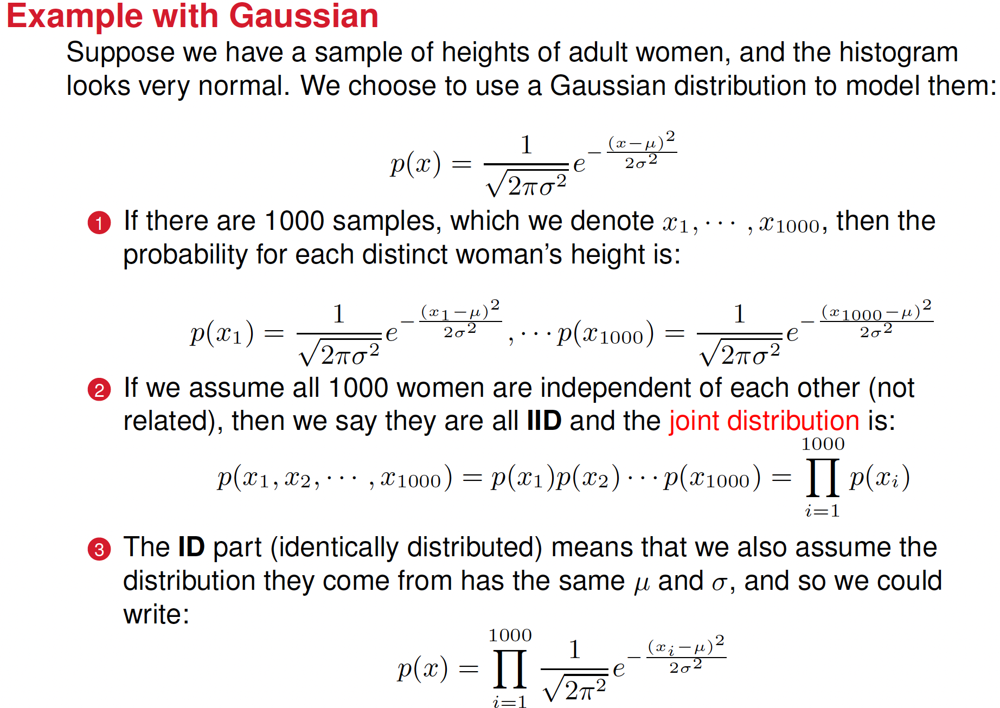 Example with Gaussian
Suppose we have a sample of heights of adult women, and the histogram
looks very normal. We choose to use a Gaussian distribution to model them:
$p(x) = \frac{1}{\sqrt{2\pi\sigma^2}} e^{-\frac{(x-\mu)^2}{2\sigma^2}}$
1 If there are 1000 samples, which we denote $x_1, \cdots, x_{1000}$, then the
probability for each distinct woman's height is:
$p(x_1) = \frac{1}{\sqrt{2\pi\sigma^2}} e^{-\frac{(x_1-\mu)^2}{2\sigma^2}}, \cdots p(x_{1000}) = \frac{1}{\sqrt{2\pi\sigma^2}} e^{-\frac{(x_{1000}-\mu)^2}{2\sigma^2}}$
2 If we assume all 1000 women are independent of each other (not
related), then we say they are all IID and the joint distribution is:
$p(x_1, x_2, \cdots, x_{1000}) = p(x_1)p(x_2) \cdots p(x_{1000}) = \prod_{i=1}^{1000} p(x_i)$
3 The ID part (identically distributed) means that we also assume the
distribution they come from has the same $\mu$ and $\sigma$, and so we could
write:
$p(x) = \prod_{i=1}^{1000} \frac{1}{\sqrt{2\pi^2}} e^{-\frac{(x_i-\mu)^2}{2\sigma^2}}$